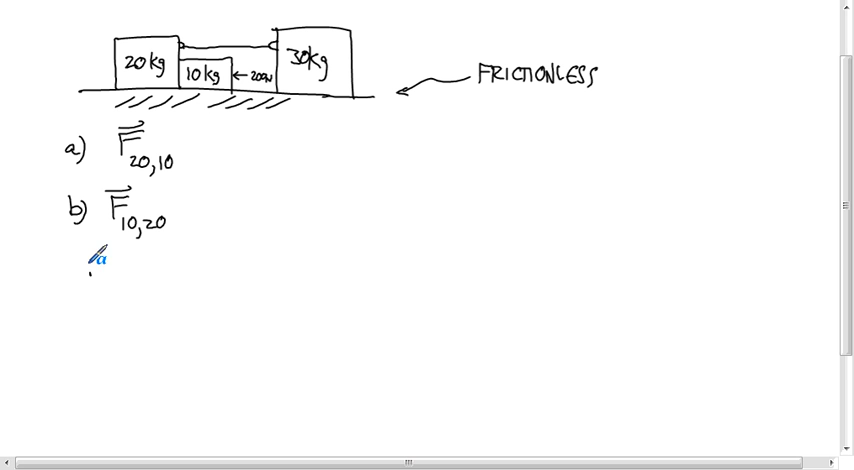 20kg 10kg ← 200N 30kg
FRICTIONLESS
a) F⃗ 20,10
b) F⃗ 10,20